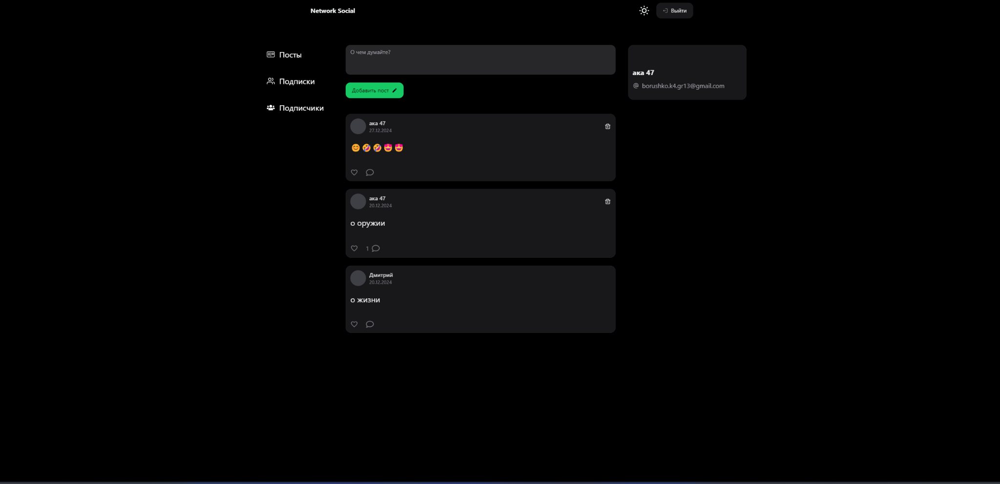 Network Social
Выйти
Посты
Подписки
Подписчики
О чем думайте?
Добавить пост
ака 47
27.12.2024
😊 🤣 🤣 🤩 🤩
ака 47
20.12.2024
о оружии
1
Дмитрий
20.12.2024
о жизни
ака 47
borushko.k4.gr13@gmail.com